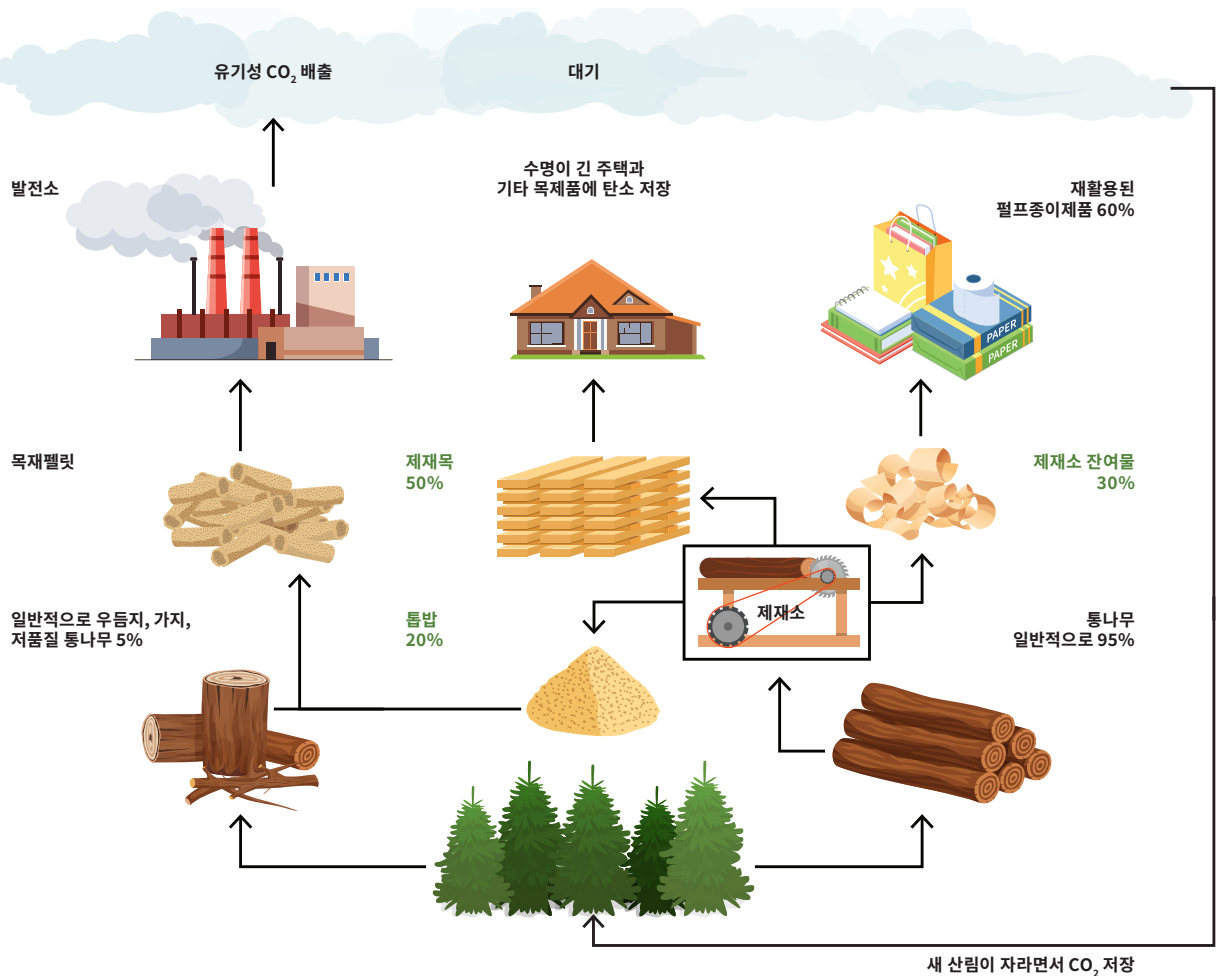 유기성 CO₂ 배출
대기
발전소
수명이 긴 주택과
기타 목제품에 탄소 저장
재활용된
펄프종이제품 60%
PAPER
PAPER
목재펠릿
제재목
50%
제재소 잔여물
30%
제재소
일반적으로 우듬지, 가지,
저품질 통나무 5%
톱밥
20%
통나무
일반적으로 95%
새 산림이 자라면서 CO₂ 저장